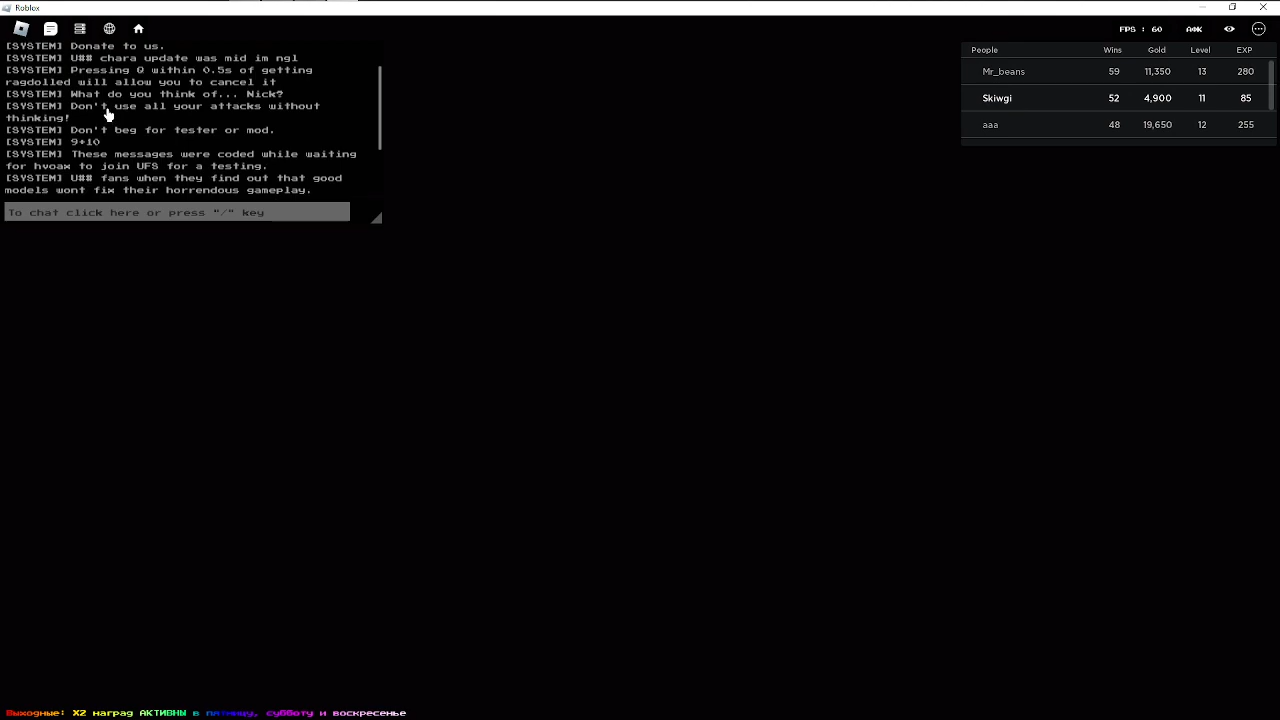 Roblox
FPS : 60 AFK
[SYSTEM] Donate to us.
[SYSTEM] U## chara update was mid im ngl
[SYSTEM] Pressing Q within 0.5s of getting
ragdolled will allow you to cancel it
[SYSTEM] What do you think of... Nick?
[SYSTEM] Don't use all your attacks without
thinking!
[SYSTEM] Don't beg for tester or mod.
[SYSTEM] 9+10
[SYSTEM] These messages were coded while waiting
for hvoax to join UFS for a testing.
[SYSTEM] U## fans when they find out that good
models wont fix their horrendous gameplay.
To chat click here or press "/" key
People Wins Gold Level EXP
Mr_beans 59 11,350 13 280
Skiwgi 52 4,900 11 85
aaa 48 19,650 12 255
Выходные: X2 наград АКТИВНЫ в пятницу, субботу и воскресенье